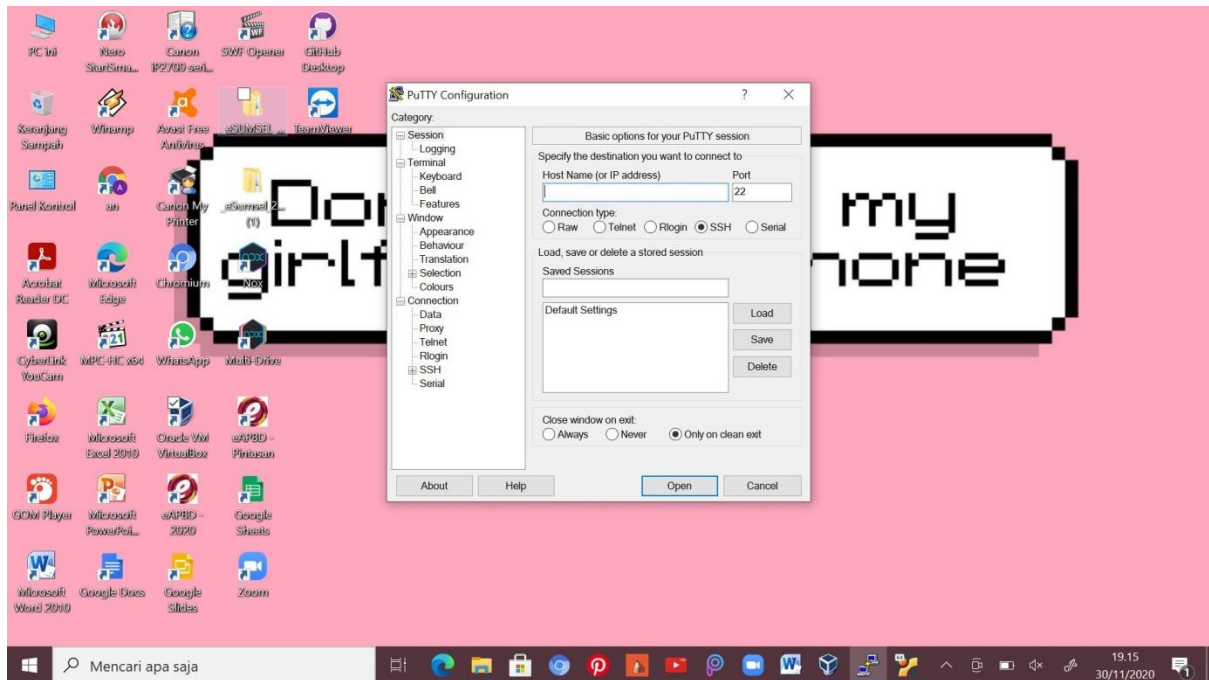 PC ini
Nero
StartSma...
Canon
iP2700 seri...
SWF Opener
GitHub
Desktop
Keranjang
Sampah
Winamp
Avast Free
Antivirus
_eSUMSEL_...
TeamViewer
Panel Kontrol
an
Canon My
Printer
_eSumsel_2...
(1)
Acrobat
Reader DC
Microsoft
Edge
Chromium
Nox
CyberLink
YouCam
MPC-HC x64
WhatsApp
Multi-Drive
Firefox
Microsoft
Excel 2010
Oracle VM
VirtualBox
eAPBD -
Pintasan
GOM Player
Microsoft
PowerPoi...
eAPBD -
2020
Google
Sheets
Microsoft
Word 2010
Google Docs
Google
Slides
Zoom
my
PuTTY Configuration
Category:
Session
Logging
Terminal
Keyboard
Bell
Features
Window
Appearance
Behaviour
Translation
Selection
Colours
Connection
Data
Proxy
Telnet
Rlogin
SSH
Serial
Basic options for your PuTTY session
Specify the destination you want to connect to
Host Name (or IP address) Port
22
Connection type:
Raw Telnet Rlogin SSH Serial
Load, save or delete a stored session
Saved Sessions
Default Settings
Load
Save
Delete
Close window on exit:
Always Never Only on clean exit
About Help Open Cancel
Mencari apa saja
19.15
30/11/2020